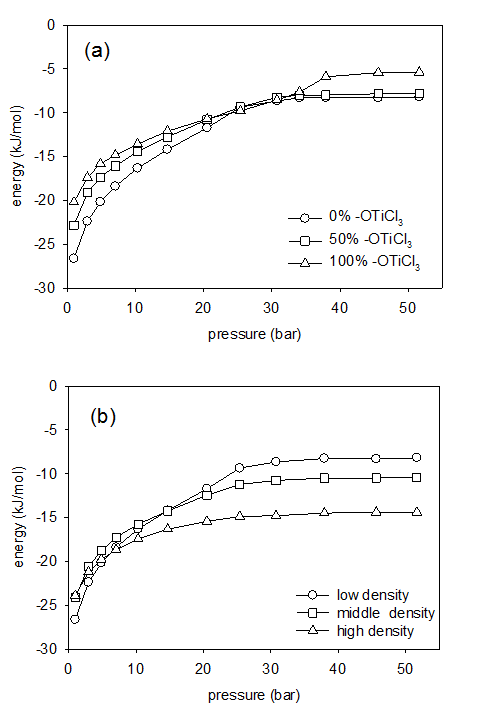 (a)
energy (kJ/mol)
0
-5
-10
-15
-20
-25
-30
0% -OTiCl3
50% -OTiCl3
100% -OTiCl3
0 10 20 30 40 50
pressure (bar)
(b)
energy (kJ/mol)
0
-5
-10
-15
-20
-25
-30
low density
middle density
high density
0 10 20 30 40 50
pressure (bar)